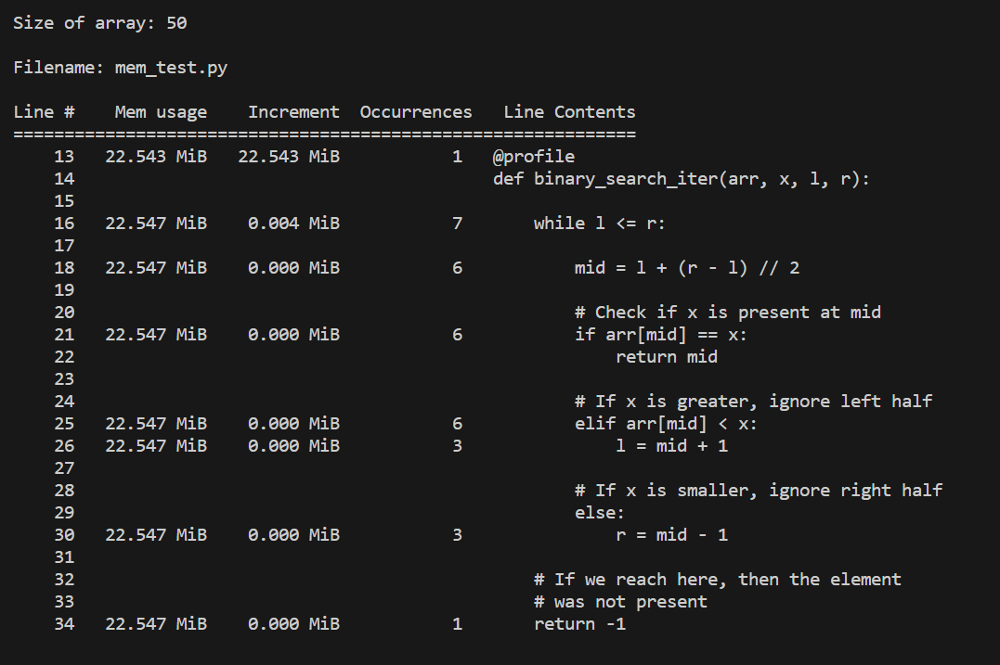 Size of array: 50
Filename: mem_test.py
Line #    Mem usage    Increment  Occurrences   Line Contents
=============================================================
    13   22.543 MiB   22.543 MiB           1   @profile
    14                                         def binary_search_iter(arr, x, l, r):
    15
    16   22.547 MiB    0.004 MiB           7       while l <= r:
    17
    18   22.547 MiB    0.000 MiB           6           mid = l + (r - l) // 2
    19
    20                                                 # Check if x is present at mid
    21   22.547 MiB    0.000 MiB           6           if arr[mid] == x:
    22                                                     return mid
    23
    24                                                 # If x is greater, ignore left half
    25   22.547 MiB    0.000 MiB           6           elif arr[mid] < x:
    26   22.547 MiB    0.000 MiB           3               l = mid + 1
    27
    28                                                 # If x is smaller, ignore right half
    29                                                 else:
    30   22.547 MiB    0.000 MiB           3               r = mid - 1
    31
    32                                             # If we reach here, then the element
    33                                             # was not present
    34   22.547 MiB    0.000 MiB           1       return -1